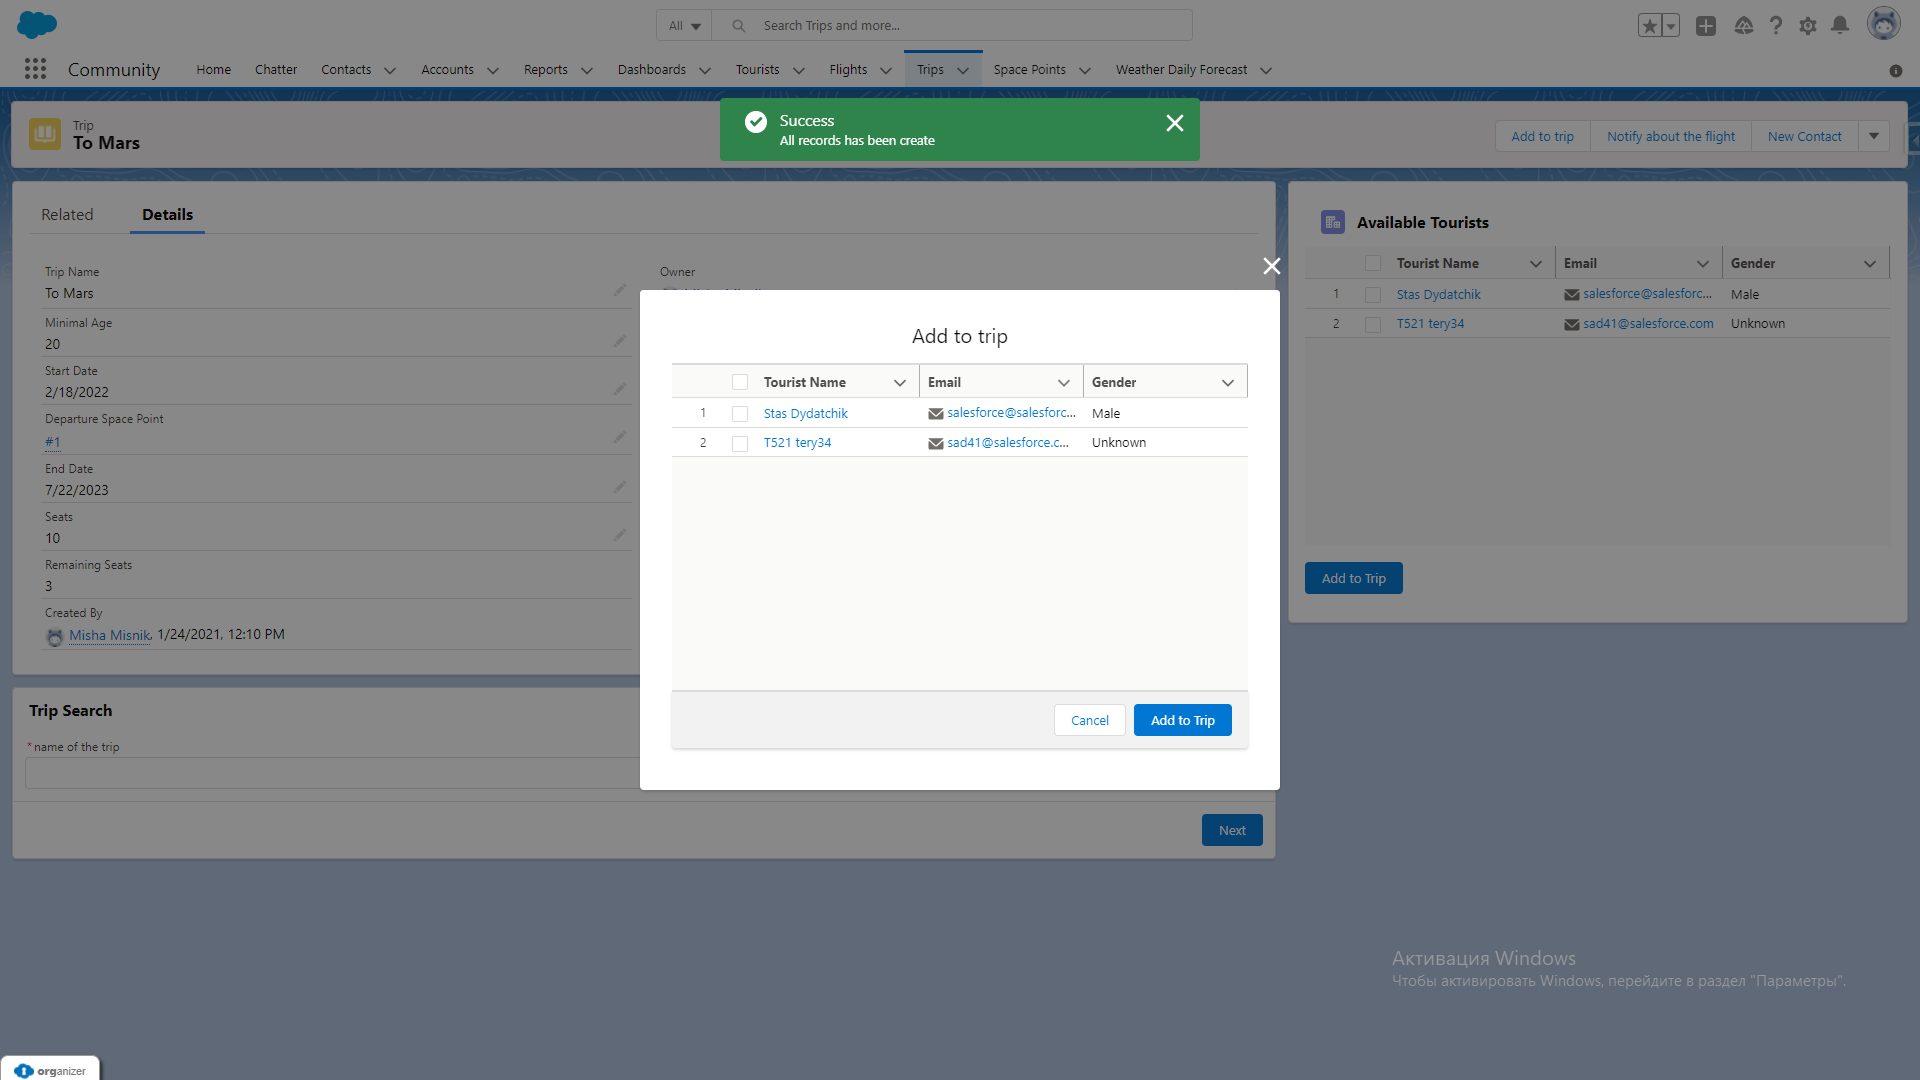 All
Search Trips and more...
Community
Home
Chatter
Contacts
Accounts
Reports
Dashboards
Tourists
Flights
Trips
Space Points
Weather Daily Forecast
Success
All records has been create
Trip
To Mars
Add to trip
Notify about the flight
New Contact
Related
Details
Trip Name
To Mars
Minimal Age
20
Start Date
2/18/2022
Departure Space Point
#1
End Date
7/22/2023
Seats
10
Remaining Seats
3
Created By
Misha Misnik, 1/24/2021, 12:10 PM
Owner
Add to trip
Tourist Name Email Gender
1 Stas Dydatchik salesforce@salesforc... Male
2 T521 tery34 sad41@salesforce.c... Unknown
Cancel
Add to Trip
Available Tourists
Tourist Name Email Gender
1 Stas Dydatchik salesforce@salesforc... Male
2 T521 tery34 sad41@salesforce.com Unknown
Add to Trip
Trip Search
* name of the trip
Next
Активация Windows
Чтобы активировать Windows, перейдите в раздел "Параметры".
organizer